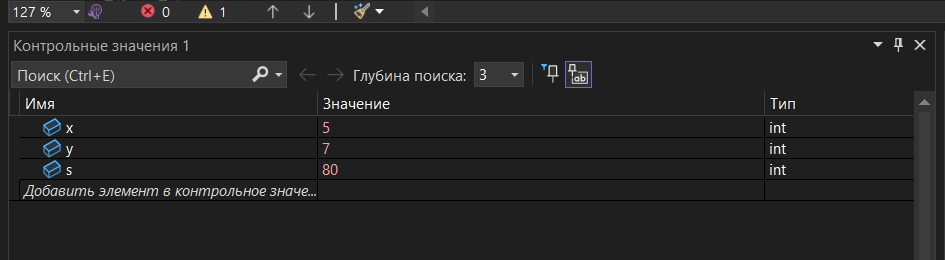 127 % 0 1
Контрольные значения 1
Поиск (Ctrl+E) Глубина поиска: 3
Имя Значение Тип
x 5 int
y 7 int
s 80 int
Добавить элемент в контрольное значе...